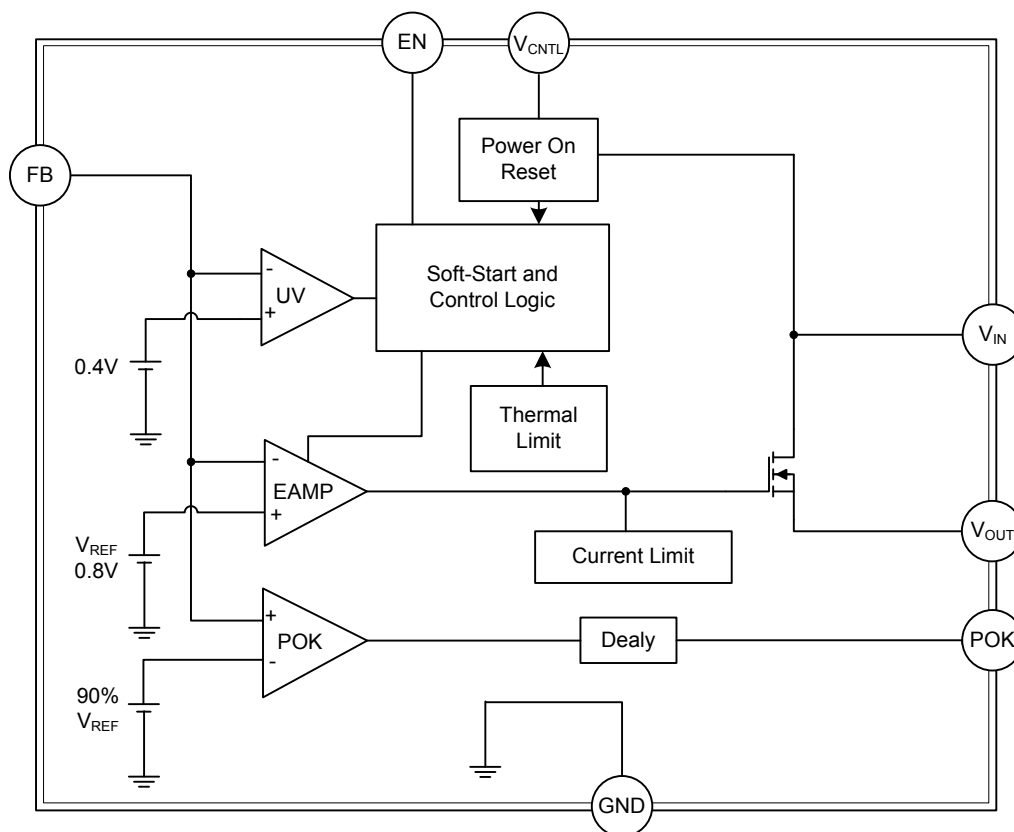 EN
VCNTL
Power On
Reset
FB
Soft-Start and
Control Logic
-
UV
+
0.4V
VIN
Thermal
Limit
-
EAMP
+
VREF
0.8V
Current Limit
VOUT
+
POK
-
Dealy
POK
90%
VREF
GND